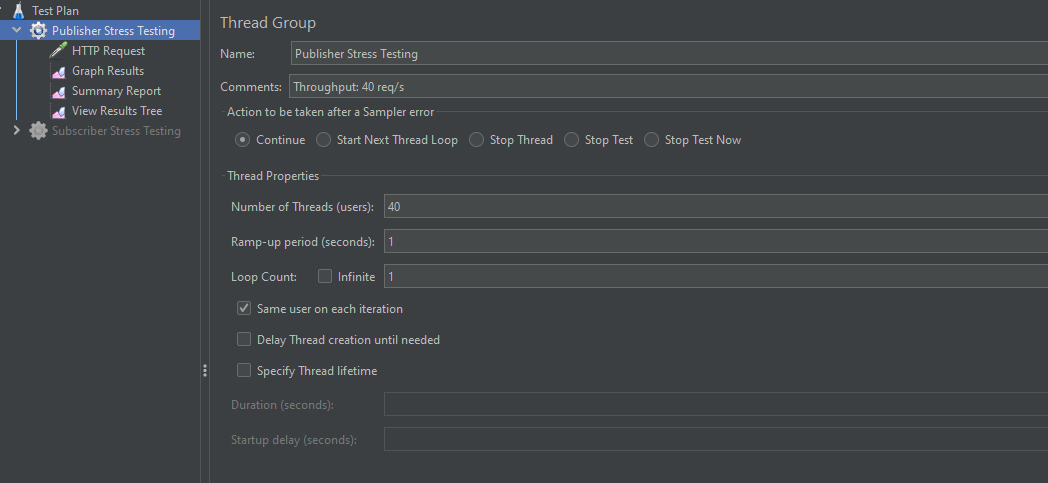 Test Plan
Publisher Stress Testing
HTTP Request
Graph Results
Summary Report
View Results Tree
Subscriber Stress Testing
Thread Group
Name: Publisher Stress Testing
Comments: Throughput: 40 req/s
Action to be taken after a Sampler error
Continue Start Next Thread Loop Stop Thread Stop Test Stop Test Now
Thread Properties
Number of Threads (users): 40
Ramp-up period (seconds): 1
Loop Count: Infinite 1
Same user on each iteration
Delay Thread creation until needed
Specify Thread lifetime
Duration (seconds):
Startup delay (seconds):